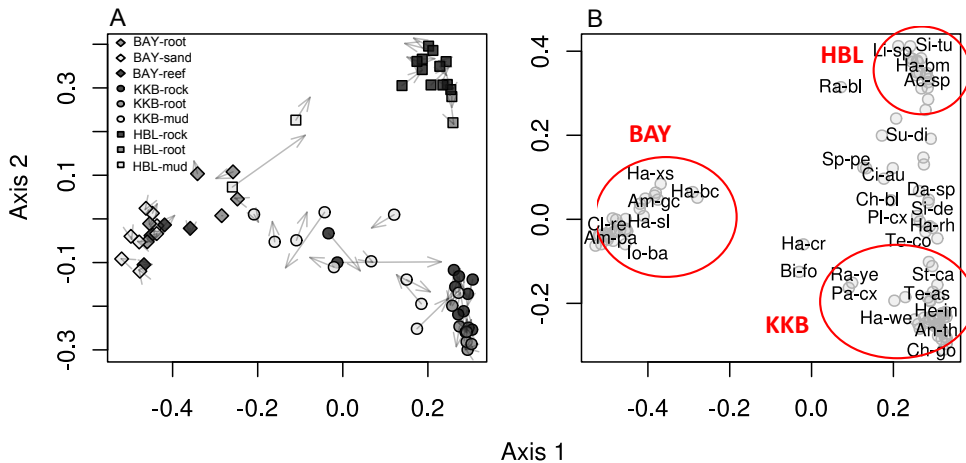 A
BAY-root
BAY-sand
BAY-reef
KKB-rock
KKB-root
KKB-mud
HBL-rock
HBL-root
HBL-mud
Axis 2
0.3
0.1
-0.1
-0.3
-0.4
-0.2
0.0
0.2
B
HBL
Li-sp
Si-tu
Ha-bm
Ac-sp
Ra-bl
BAY
Su-di
Ha-xs
Sp-pe
Ci-au
Ha-bc
Am-gc
Ch-bl
Da-sp
Cl-re
Ha-sl
Pl-cx
Si-de
Ha-rh
Am-pa
Te-co
Io-ba
Ha-cr
Bi-fo
Ra-ye
St-ca
Pa-cx
Te-as
KKB
Ha-we
He-in
An-th
Ch-go
0.4
0.2
0.0
-0.2
-0.4
-0.2
0.0
0.2
Axis 1